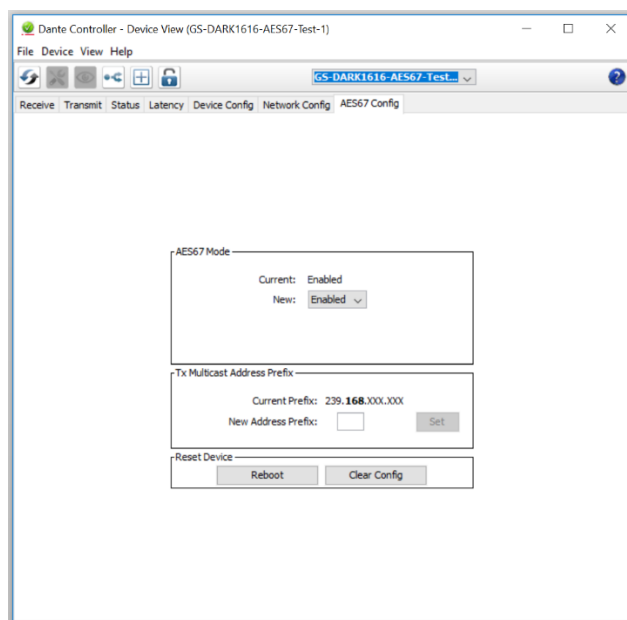 Dante Controller - Device View (GS-DARK1616-AES67-Test-1)
File Device View Help
GS-DARK1616-AES67-Test...
Receive Transmit Status Latency Device Config Network Config AES67 Config
AES67 Mode
Current: Enabled
New: Enabled
Tx Multicast Address Prefix
Current Prefix: 239.168.XXX.XXX
New Address Prefix: Set
Reset Device
Reboot Clear Config